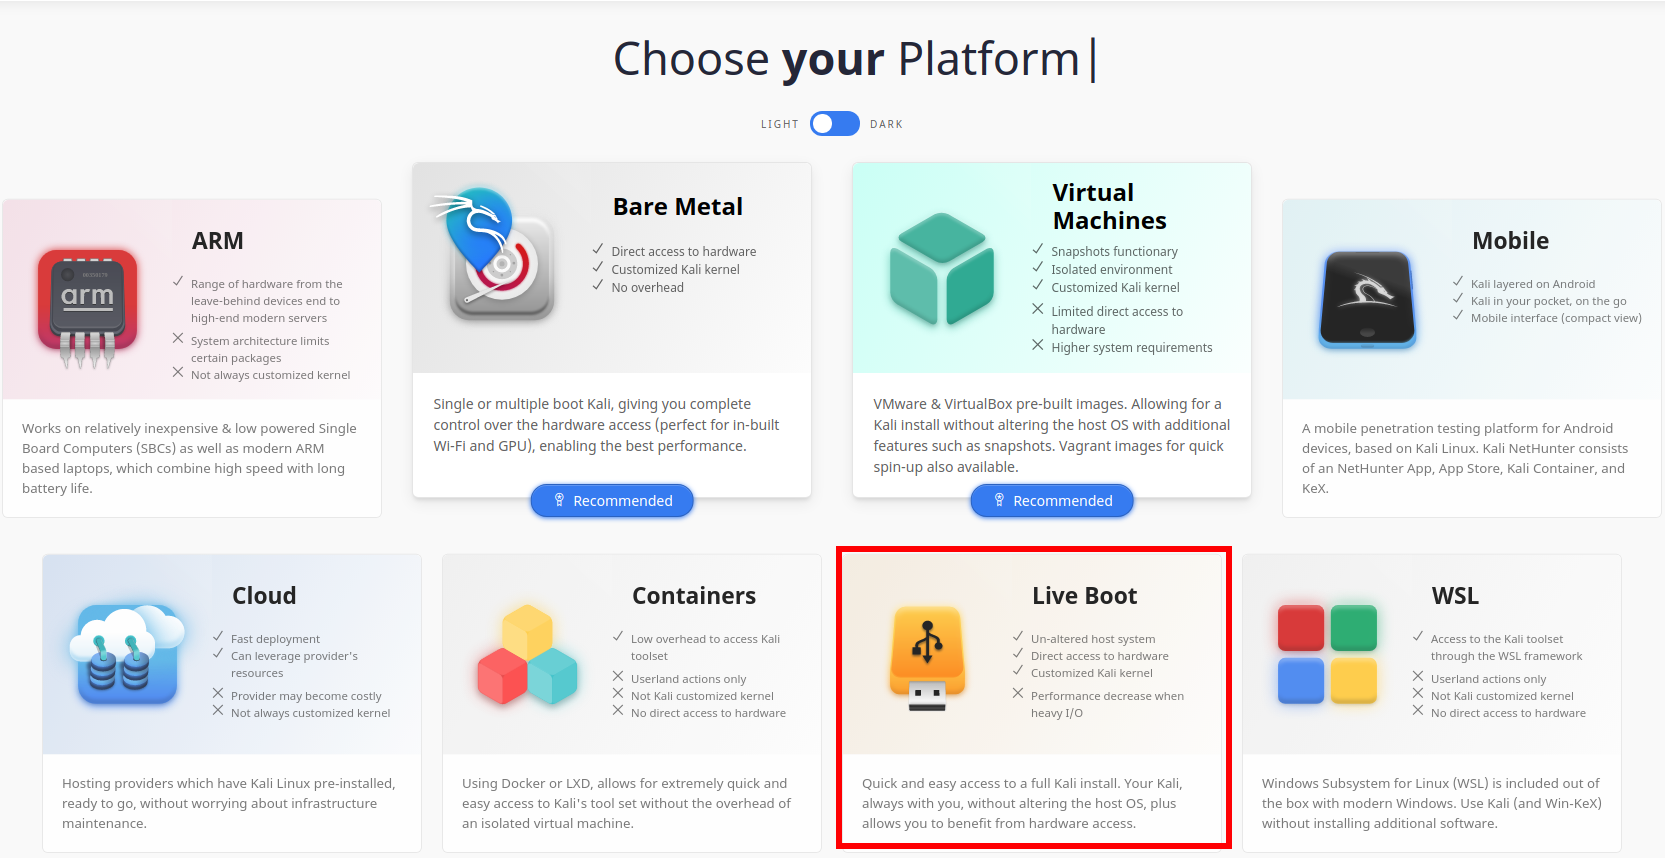 Choose your Platform|
LIGHT DARK
ARM
Range of hardware from the
leave-behind devices end to
high-end modern servers
System architecture limits
certain packages
Not always customized kernel
arm
Works on relatively inexpensive & low powered Single
Board Computers (SBCs) as well as modern ARM
based laptops, which combine high speed with long
battery life.
Bare Metal
Direct access to hardware
Customized Kali kernel
No overhead
Single or multiple boot Kali, giving you complete
control over the hardware access (perfect for in-built
Wi-Fi and GPU), enabling the best performance.
Recommended
Virtual
Machines
Snapshots functionary
Isolated environment
Customized Kali kernel
Limited direct access to
hardware
Higher system requirements
VMware & VirtualBox pre-built images. Allowing for a
Kali install without altering the host OS with additional
features such as snapshots. Vagrant images for quick
spin-up also available.
Recommended
Mobile
Kali layered on Android
Kali in your pocket, on the go
Mobile interface (compact view)
A mobile penetration testing platform for Android
devices, based on Kali Linux. Kali NetHunter consists
of an NetHunter App, App Store, Kali Container, and
KeX.
Cloud
Fast deployment
Can leverage provider's
resources
Provider may become costly
Not always customized kernel
Hosting providers which have Kali Linux pre-installed,
ready to go, without worrying about infrastructure
maintenance.
Containers
Low overhead to access Kali
toolset
Userland actions only
Not Kali customized kernel
No direct access to hardware
Using Docker or LXD, allows for extremely quick and
easy access to Kali's tool set without the overhead of
an isolated virtual machine.
Live Boot
Un-altered host system
Direct access to hardware
Customized Kali kernel
Performance decrease when
heavy I/O
Quick and easy access to a full Kali install. Your Kali,
always with you, without altering the host OS, plus
allows you to benefit from hardware access.
WSL
Access to the Kali toolset
through the WSL framework
Userland actions only
Not Kali customized kernel
No direct access to hardware
Windows Subsystem for Linux (WSL) is included out of
the box with modern Windows. Use Kali (and Win-KeX)
without installing additional software.